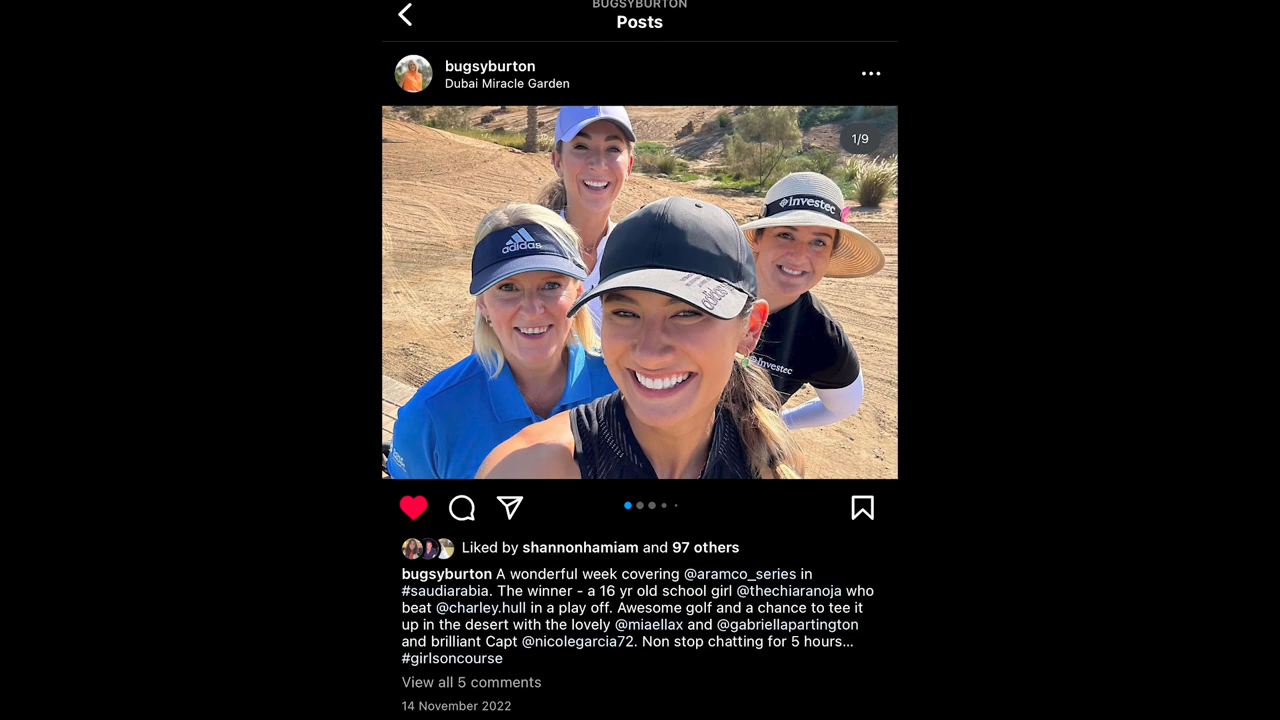 BUGSYBURTON
Posts
bugsyburton
Dubai Miracle Garden
1/9
Investec
adidas
adidas
Investec
Liked by shannonhamiam and 97 others
bugsyburton A wonderful week covering @aramco_series in
#saudiarabia. The winner - a 16 yr old school girl @thechiaranoja who
beat @charley.hull in a play off. Awesome golf and a chance to tee it
up in the desert with the lovely @miaellax and @gabriellapartington
and brilliant Capt @nicolegarcia72. Non stop chatting for 5 hours...
#girlsoncourse
View all 5 comments
14 November 2022